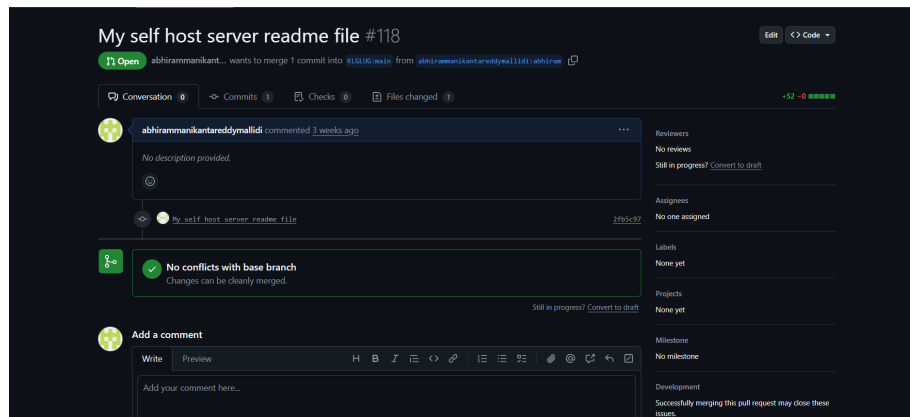 My self host server readme file #118
Edit
<> Code
Open
abhirammanikant... wants to merge 1 commit into KLGLUG:main from abhirammanikantareddymallidi:abhiram
Conversation 0
Commits 1
Checks 0
Files changed 1
+52 −0
abhirammanikantareddymallidi commented 3 weeks ago
No description provided.
My self host server readme file
2fb5c97
No conflicts with base branch
Changes can be cleanly merged.
Still in progress? Convert to draft
Add a comment
Write
Preview
Add your comment here...
Reviewers
No reviews
Still in progress? Convert to draft
Assignees
No one assigned
Labels
None yet
Projects
None yet
Milestone
No milestone
Development
Successfully merging this pull request may close these
issues.